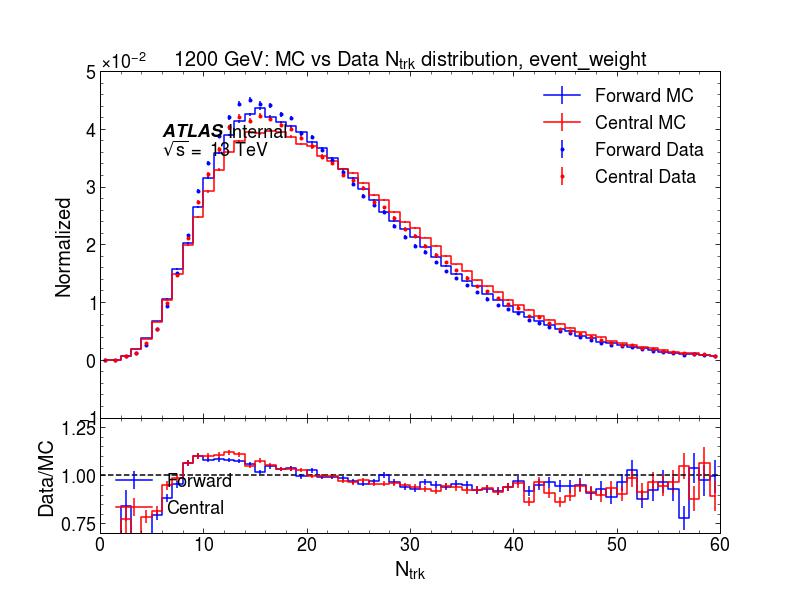 ×10⁻² 1200 GeV: MC vs Data N_trk distribution, event_weight
5
4
3
2
1
0
−1
Normalized
ATLAS Internal
√s = 13 TeV
Forward MC
Central MC
Forward Data
Central Data
1.25
1.00
0.75
Data/MC
Forward
Central
0 10 20 30 40 50 60
N_trk